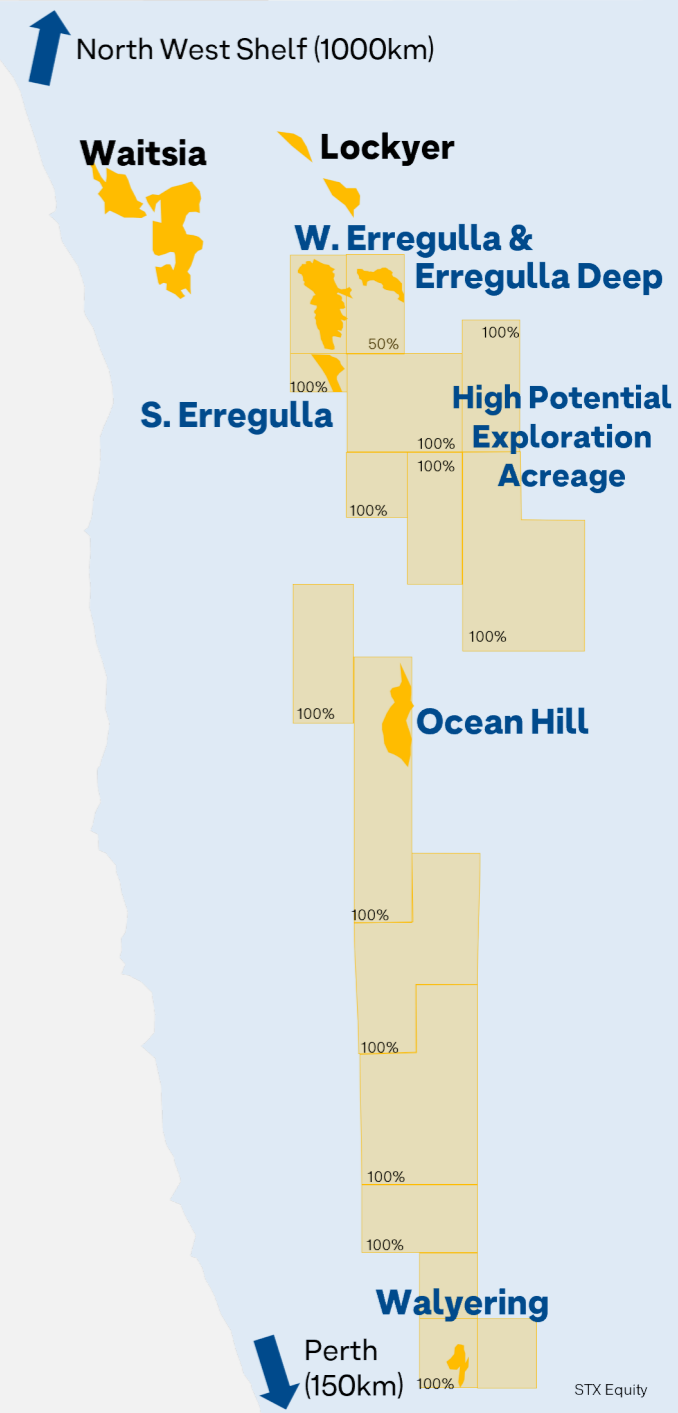 North West Shelf (1000km)
Waitsia
Lockyer
W. Erregulla &
Erregulla Deep
100%
50%
100%
S. Erregulla
High Potential
Exploration
Acreage
100%
100%
100%
100%
100%
Ocean Hill
100%
100%
100%
100%
Walyering
Perth
(150km)
100%
STX Equity